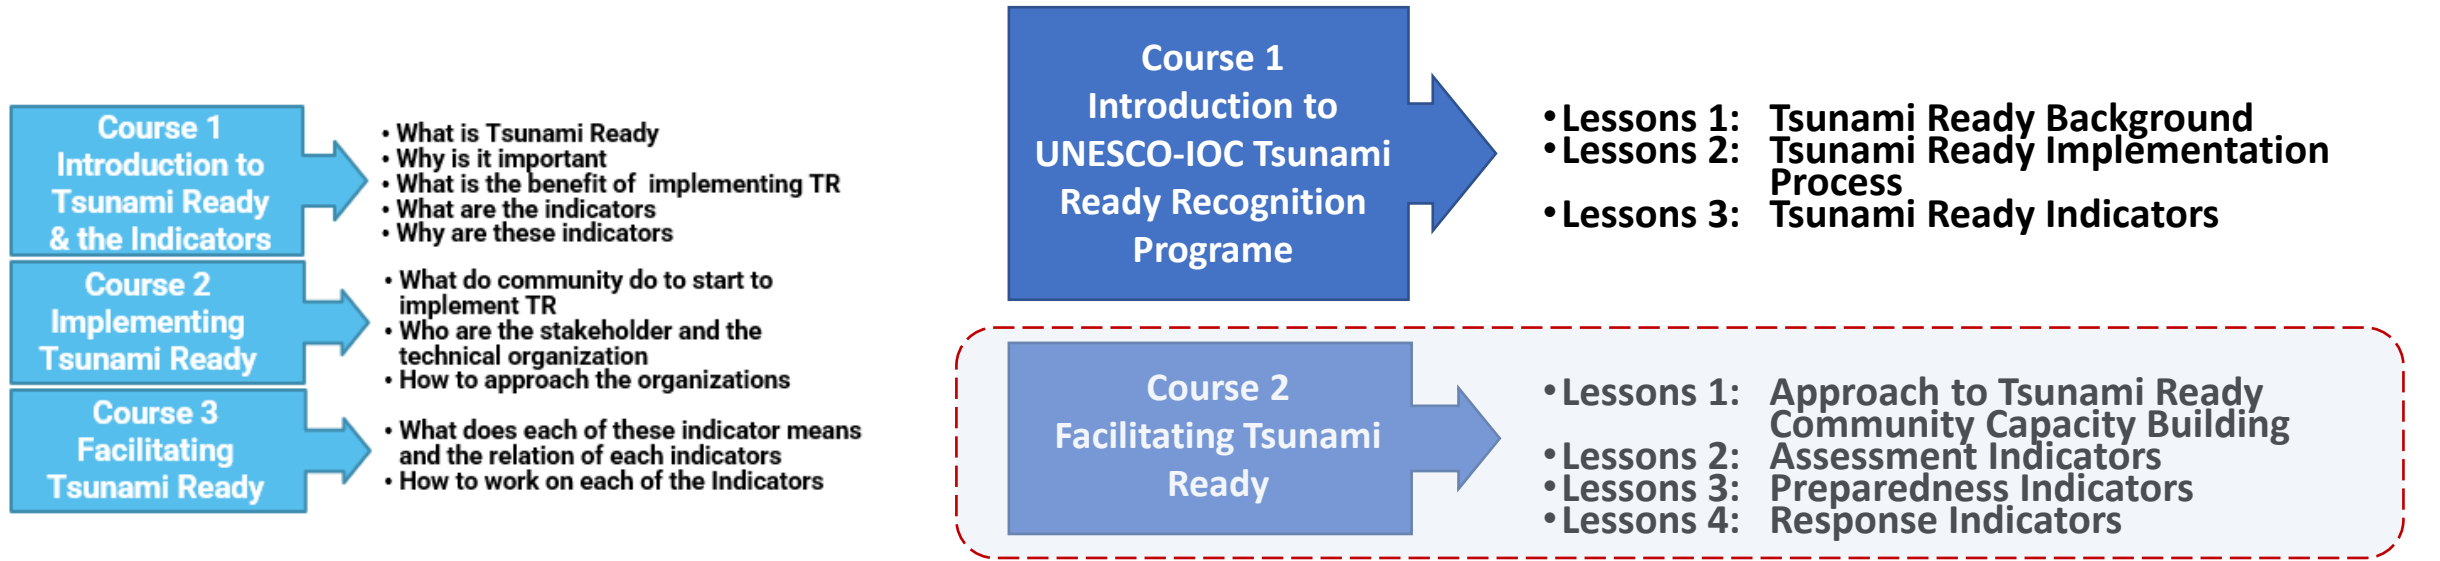 Course 1
Introduction to
Tsunami Ready
& the Indicators
• What is Tsunami Ready
• Why is it important
• What is the benefit of implementing TR
• What are the indicators
• Why are these indicators
Course 2
Implementing
Tsunami Ready
• What do community do to start to
implement TR
• Who are the stakeholder and the
technical organization
• How to approach the organizations
Course 3
Facilitating
Tsunami Ready
• What does each of these indicator means
and the relation of each indicators
• How to work on each of the Indicators
Course 1
Introduction to
UNESCO-IOC Tsunami
Ready Recognition
Programe
•Lessons 1: Tsunami Ready Background
•Lessons 2: Tsunami Ready Implementation
Process
•Lessons 3: Tsunami Ready Indicators
Course 2
Facilitating Tsunami
Ready
•Lessons 1: Approach to Tsunami Ready
Community Capacity Building
•Lessons 2: Assessment Indicators
•Lessons 3: Preparedness Indicators
•Lessons 4: Response Indicators